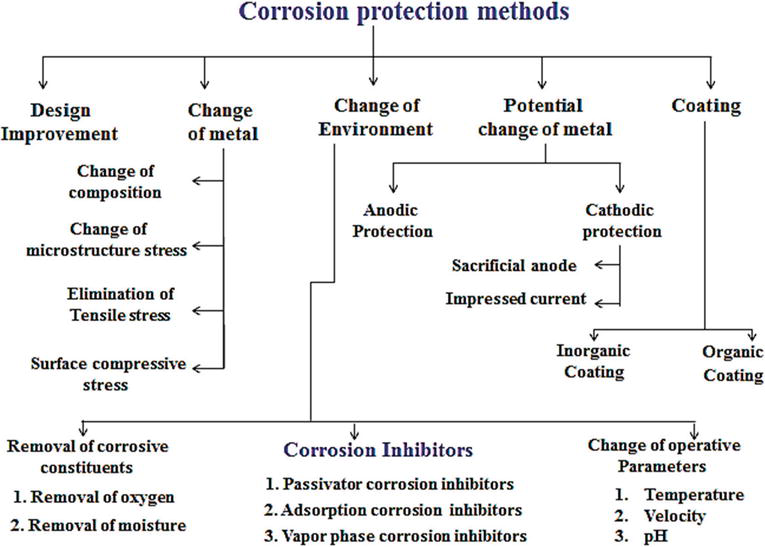 Corrosion protection methods
Design
Improvement
Change
of metal
Change of
Environment
Potential
change of metal
Coating
Change of
composition
Change of
microstructure stress
Elimination of
Tensile stress
Surface compressive
stress
Anodic
Protection
Cathodic
protection
Sacrificial anode
Impressed current
Inorganic
Coating
Organic
Coating
Removal of corrosive
constituents
1. Removal of oxygen
2. Removal of moisture
Corrosion Inhibitors
1. Passivator corrosion inhibitors
2. Adsorption corrosion inhibitors
3. Vapor phase corrosion inhibitors
Change of operative
Parameters
1. Temperature
2. Velocity
3. pH